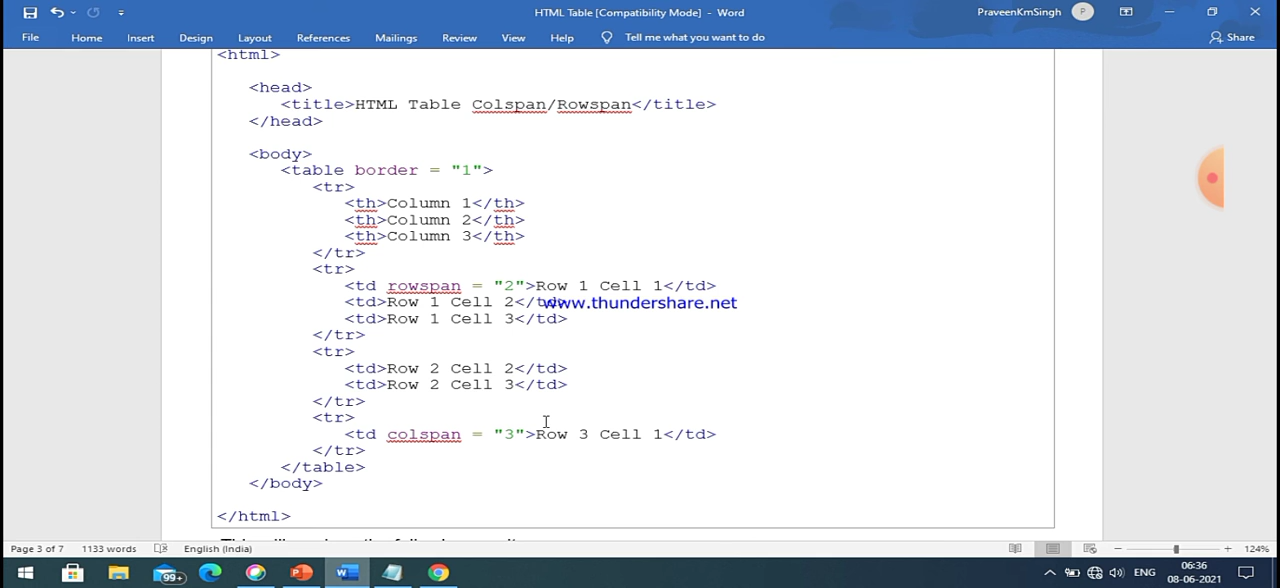 HTML Table [Compatibility Mode] - Word
PraveenKmSingh
P
File Home Insert Design Layout References Mailings Review View Help Tell me what you want to do Share
<html>
<head>
<title>HTML Table Colspan/Rowspan</title>
</head>
<body>
<table border = "1">
<tr>
<th>Column 1</th>
<th>Column 2</th>
<th>Column 3</th>
</tr>
<tr>
<td rowspan = "2">Row 1 Cell 1</td>
<td>Row 1 Cell 2</td>
www.thundershare.net
<td>Row 1 Cell 3</td>
</tr>
<tr>
<td>Row 2 Cell 2</td>
<td>Row 2 Cell 3</td>
</tr>
<tr>
<td colspan = "3">Row 3 Cell 1</td>
</tr>
</table>
</body>
</html>
Page 3 of 7 1133 words English (India) 124%
99+
ENG
06:36
08-06-2021